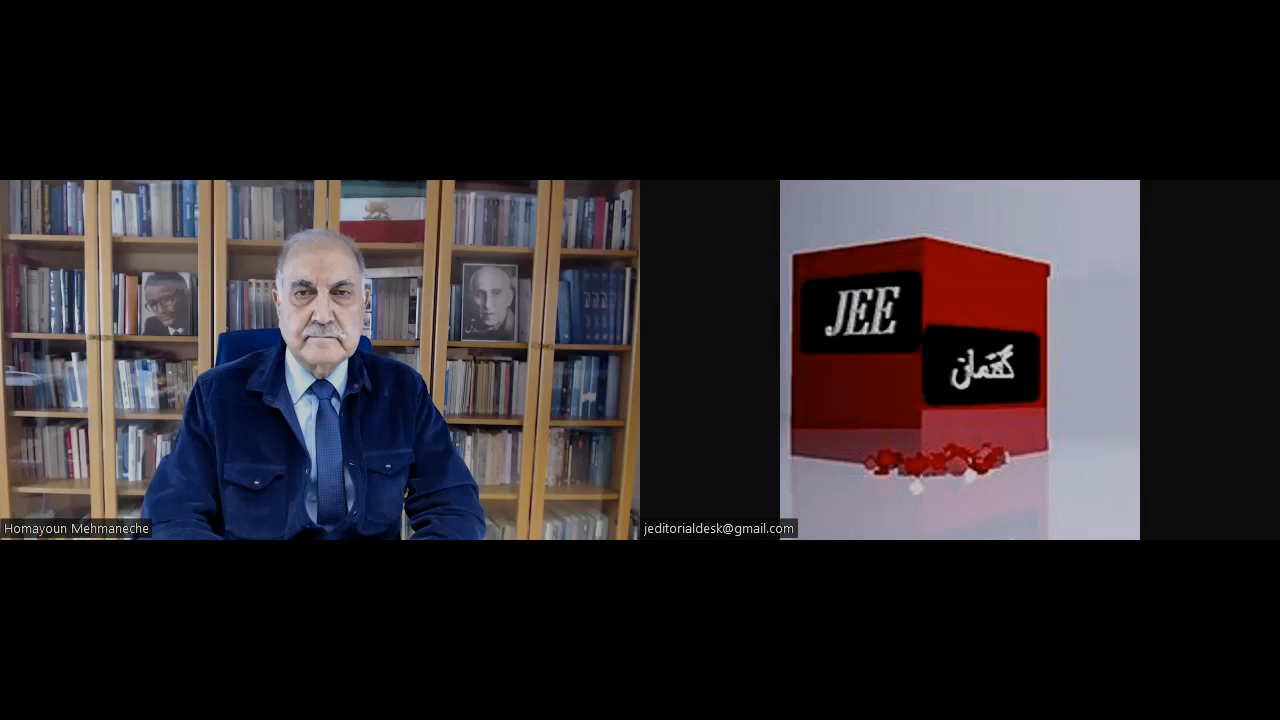 JEE
گفتمان
Homayoun Mehmaneche
jeditorialdesk@gmail.com